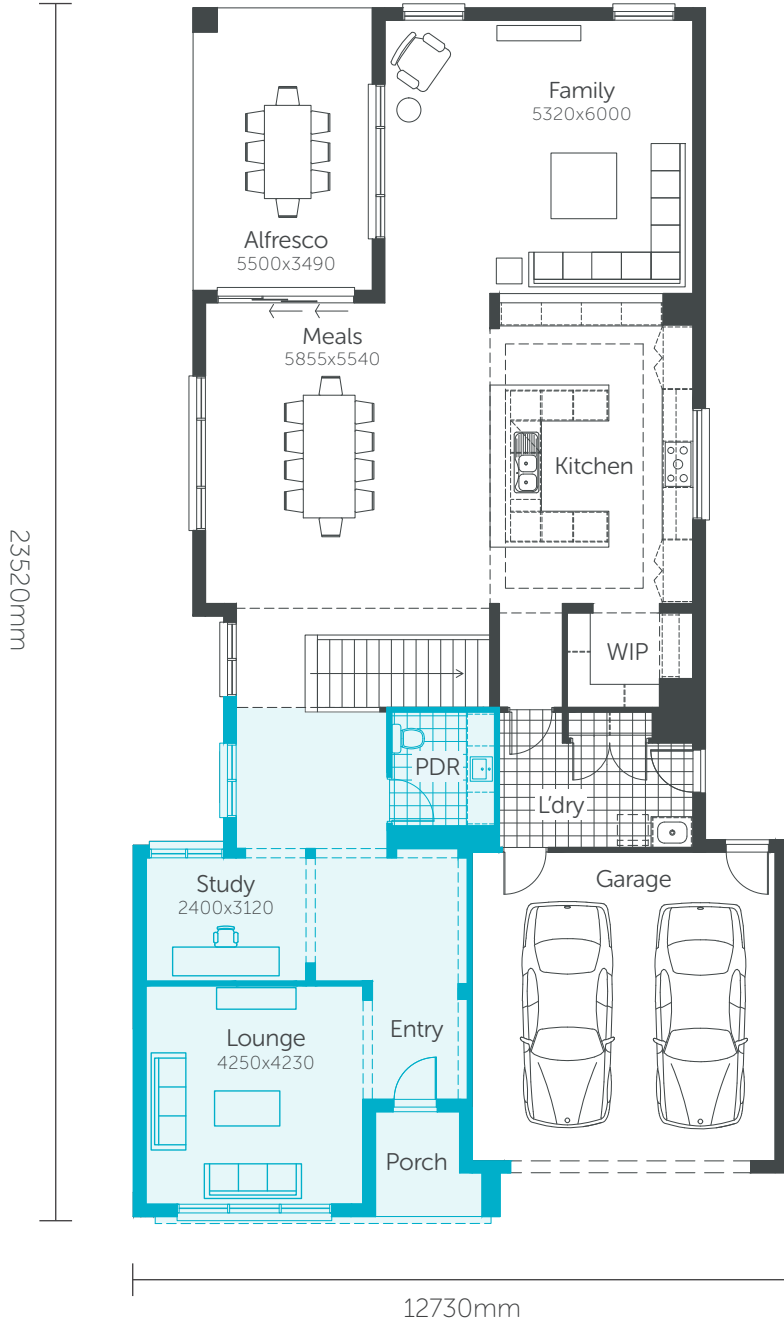 Family
5320x6000
Alfresco
5500x3490
Meals
5855x5540
Kitchen
23520mm
WIP
PDR
L'dry
Study
2400x3120
Garage
Entry
Lounge
4250x4230
Porch
12730mm